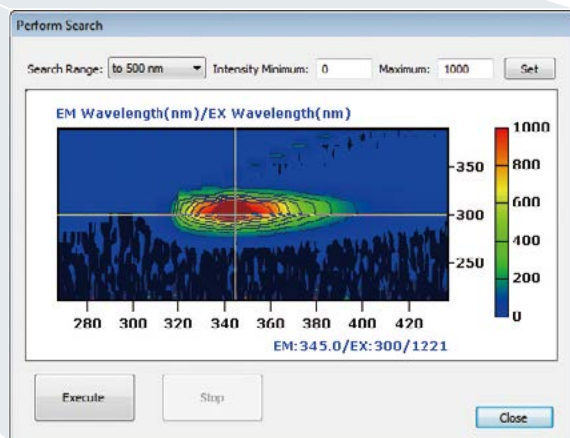 Perform Search
Search Range: to 500 nm Intensity Minimum: 0 Maximum: 1000 Set
EM Wavelength(nm)/EX Wavelength(nm)
1000
350 800
600
300
400
250
200
0
280 300 320 340 360 380 400 420
EM:345.0/EX:300/1221
Execute Stop
Close